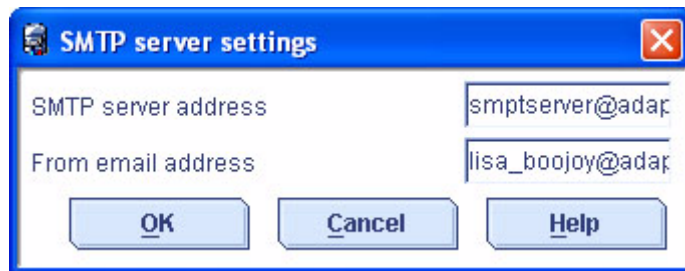 SMTP server settings
SMTP server address smptserver@adap
From email address lisa_boojoy@adap
OK Cancel Help